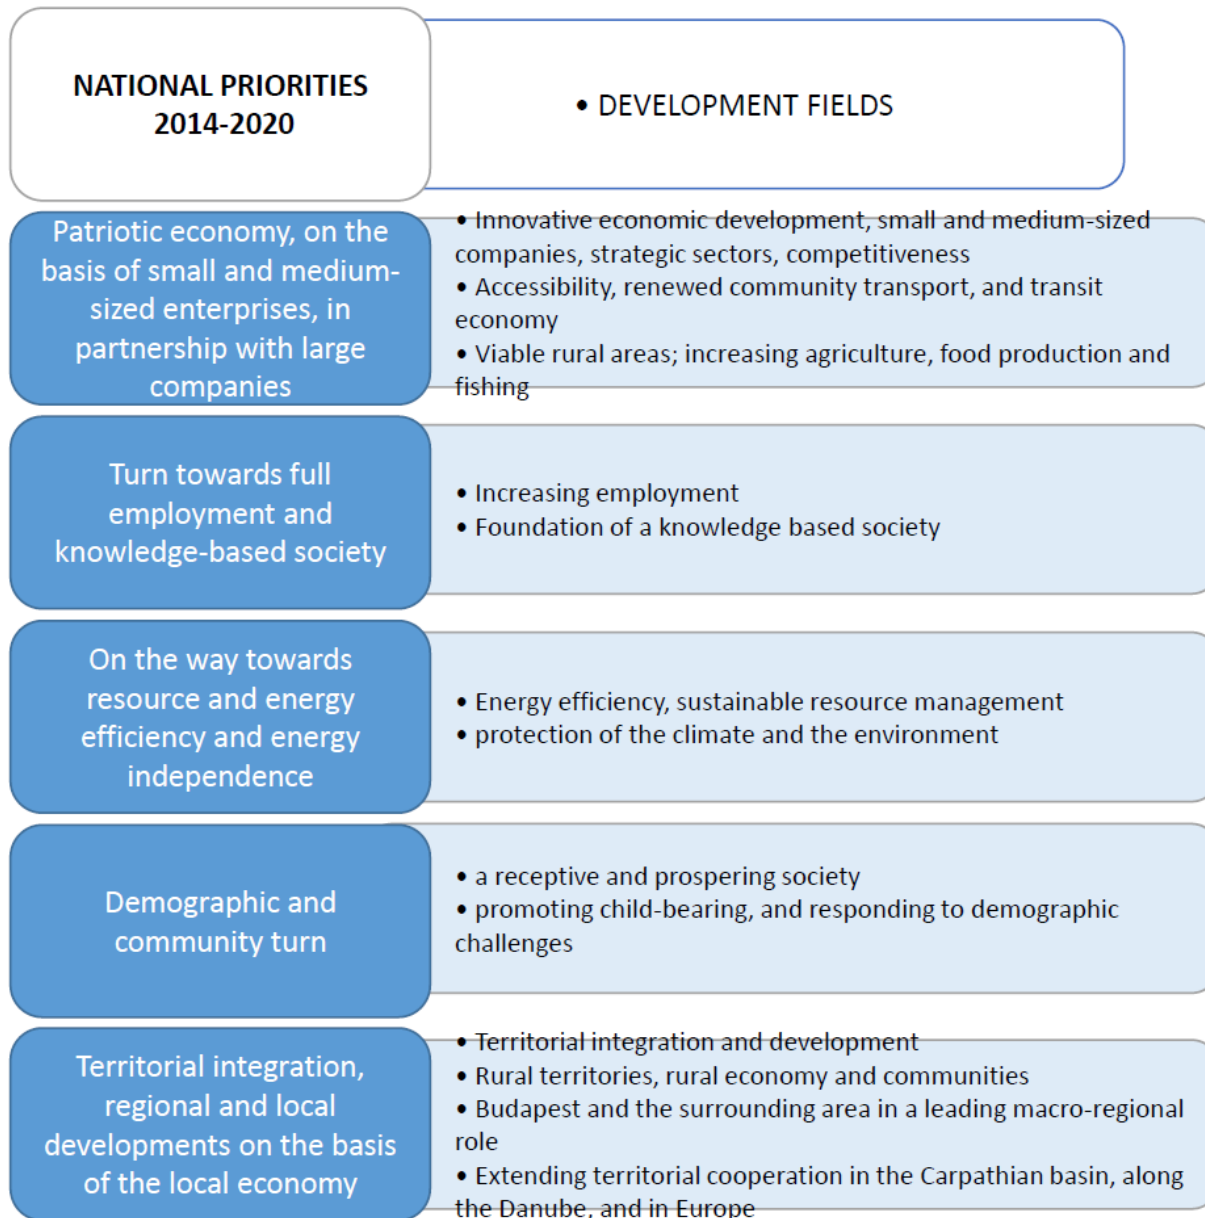 NATIONAL PRIORITIES
2014-2020
• DEVELOPMENT FIELDS
Patriotic economy, on the
basis of small and medium-
sized enterprises, in
partnership with large
companies
• Innovative economic development, small and medium-sized
companies, strategic sectors, competitiveness
• Accessibility, renewed community transport, and transit
economy
• Viable rural areas; increasing agriculture, food production and
fishing
Turn towards full
employment and
knowledge-based society
• Increasing employment
• Foundation of a knowledge based society
On the way towards
resource and energy
efficiency and energy
independence
• Energy efficiency, sustainable resource management
• protection of the climate and the environment
Demographic and
community turn
• a receptive and prospering society
• promoting child-bearing, and responding to demographic
challenges
Territorial integration,
regional and local
developments on the basis
of the local economy
• Territorial integration and development
• Rural territories, rural economy and communities
• Budapest and the surrounding area in a leading macro-regional
role
• Extending territorial cooperation in the Carpathian basin, along
the Danube, and in Europe